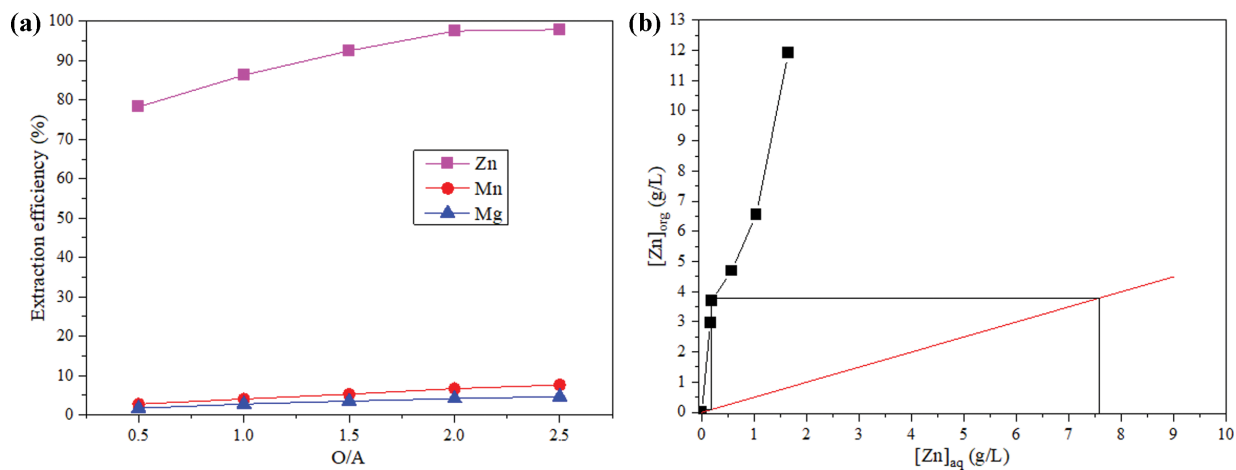 (a)
100
90
80
70
60
50
40
30
20
10
0
Extraction efficiency (%)
Zn
Mn
Mg
0.5 1.0 1.5 2.0 2.5
O/A
(b)
13
12
11
10
9
8
7
6
5
4
3
2
1
0
[Zn]org (g/L)
0 1 2 3 4 5 6 7 8 9 10
[Zn]aq (g/L)